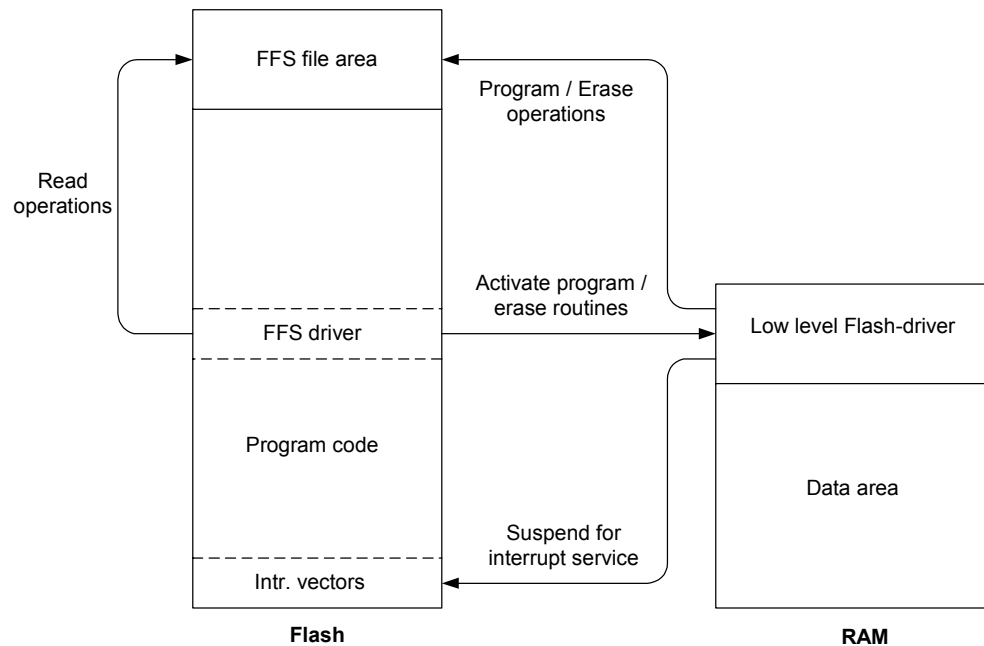 FFS file area
Program / Erase
operations
Read
operations
Activate program /
erase routines
FFS driver
Low level Flash-driver
Program code
Data area
Suspend for
interrupt service
Intr. vectors
Flash
RAM